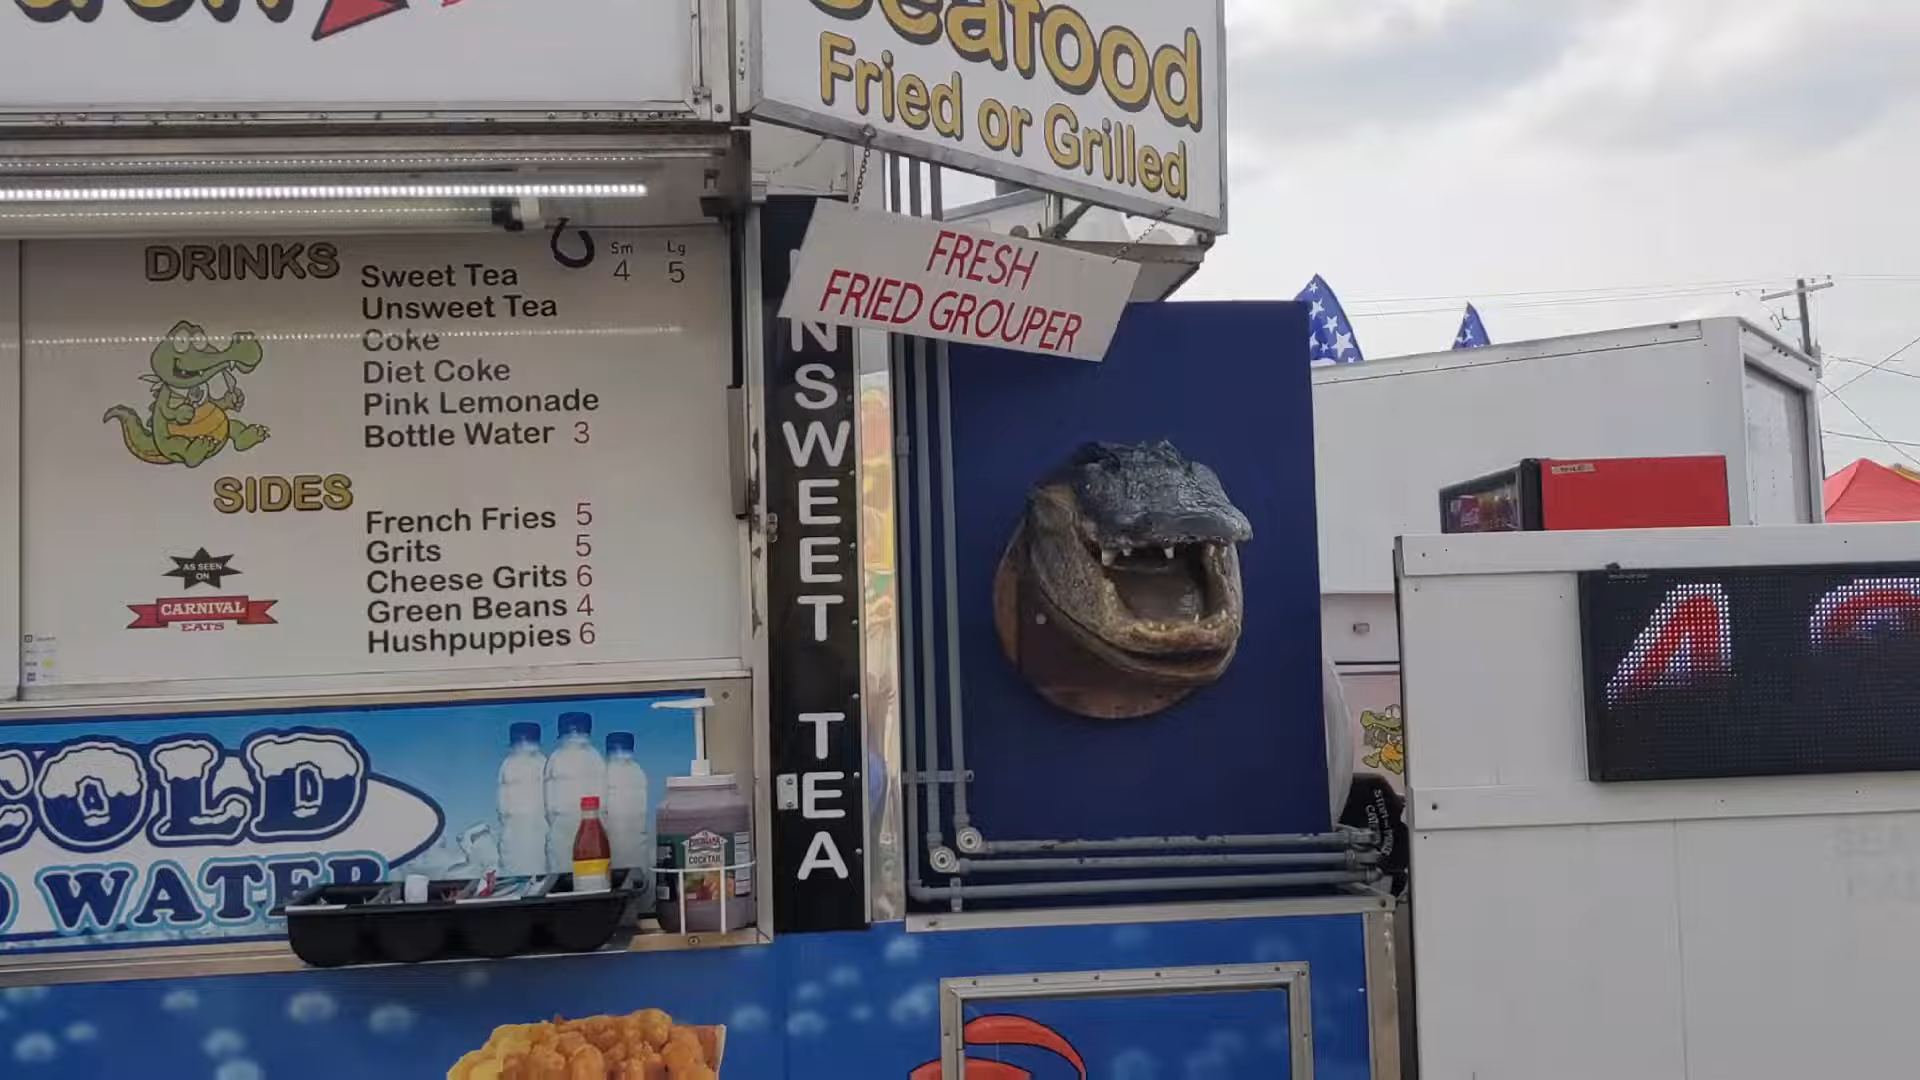 Seafood
Fried or Grilled
FRESH
FRIED GROUPER
DRINKS
Sm Lg
Sweet Tea 4 5
Unsweet Tea
Coke
Diet Coke
Pink Lemonade
Bottle Water 3
SIDES
French Fries 5
Grits 5
Cheese Grits 6
Green Beans 4
Hushpuppies 6
AS SEEN
ON
CARNIVAL
EATS
UNSWEET TEA
COLD
WATER
COCKTAIL